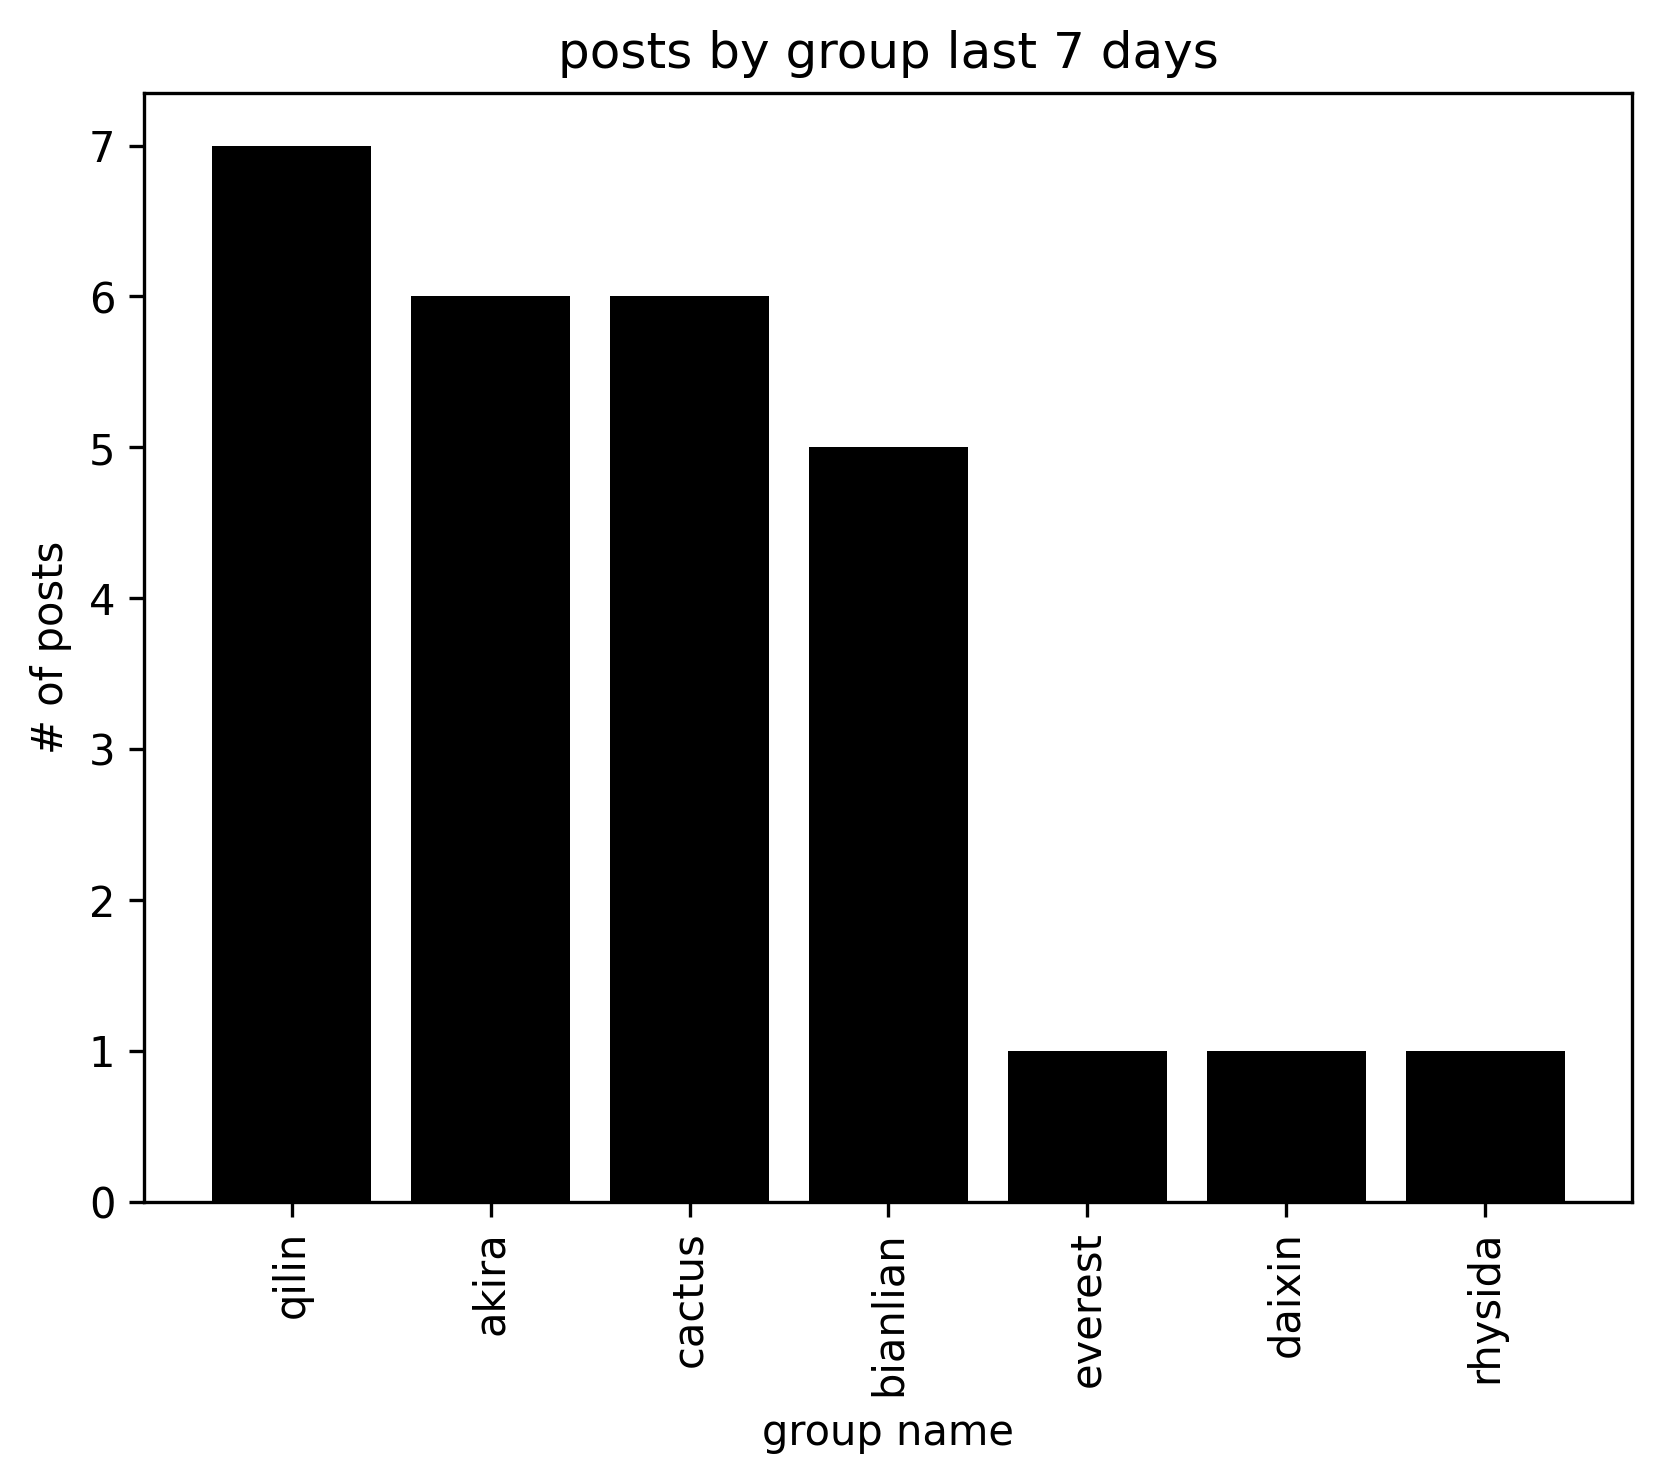 posts by group last 7 days
7
6
5
4
3
2
1
0
# of posts
qilin
akira
cactus
bianlian
everest
daixin
rhysida
group name